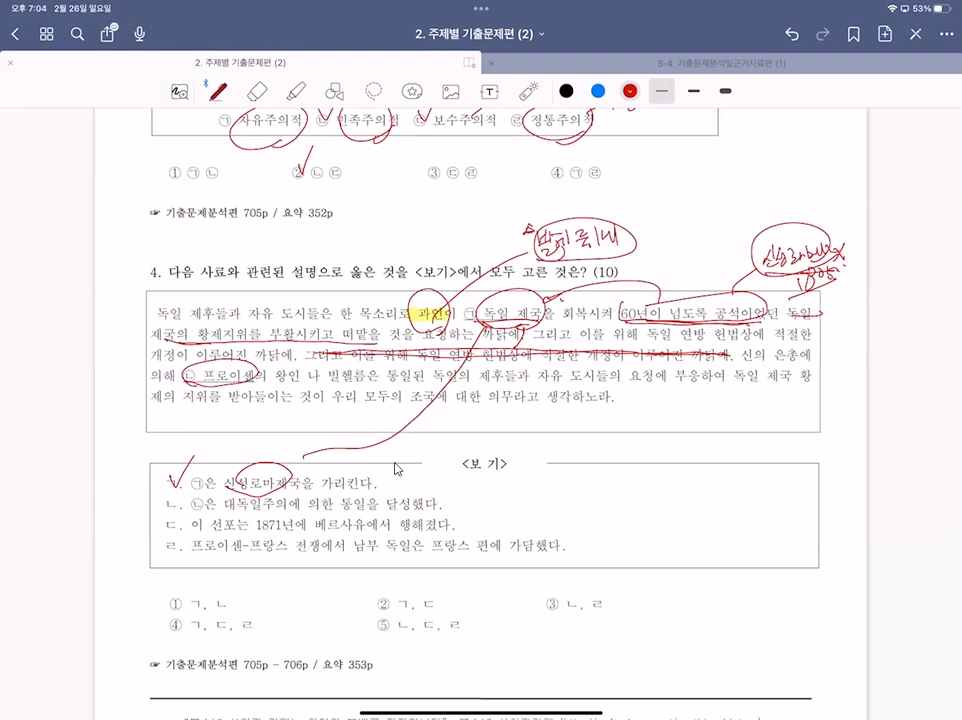 오후 7:04 2월 26일 일요일
53%
2. 주제별 기출문제편 (2)
2. 주제별 기출문제편 (2)
3-4. 기출문제분석및근거자료편 (1)
㉠ 자유주의적 ㉡ 민족주의적 ㉢ 보수주의적 ㉣ 정통주의적
① ㉠ ㉡ ② ㉡ ㉢ ③ ㉢ ㉣ ④ ㉠ ㉣
☞ 기출문제분석편 705p / 요약 352p
4. 다음 사료와 관련된 설명으로 옳은 것을 <보기>에서 모두 고른 것은? (10)
독일 제후들과 자유 도시들은 한 목소리로 과인이 ㉠ 독일 제국을 회복시켜 60년이 넘도록 공석이었던 독일
제국의 황제지위를 부활시키고 떠맡을 것을 요청하는 까닭에, 그리고 이를 위해 독일 연방 헌법상에 적절한
개정이 이루어진 까닭에, 그리고 이를 위해 독일 연방 헌법상에 적절한 개정이 이루어진 까닭에, 신의 은총에
의해 ㉡ 프로이센의 왕인 나 빌헬름은 통일된 독일의 제후들과 자유 도시들의 요청에 부응하여 독일 제국 황
제의 지위를 받아들이는 것이 우리 모두의 조국에 대한 의무라고 생각하노라.
<보 기>
ㄱ. ㉠은 신성로마제국을 가리킨다.
ㄴ. ㉡은 대독일주의에 의한 통일을 달성했다.
ㄷ. 이 선포는 1871년에 베르사유에서 행해졌다.
ㄹ. 프로이센-프랑스 전쟁에서 남부 독일은 프랑스 편에 가담했다.
① ㄱ, ㄴ ② ㄱ, ㄷ ③ ㄴ, ㄹ
④ ㄱ, ㄷ, ㄹ ⑤ ㄴ, ㄷ, ㄹ
☞ 기출문제분석편 705p - 706p / 요약 353p